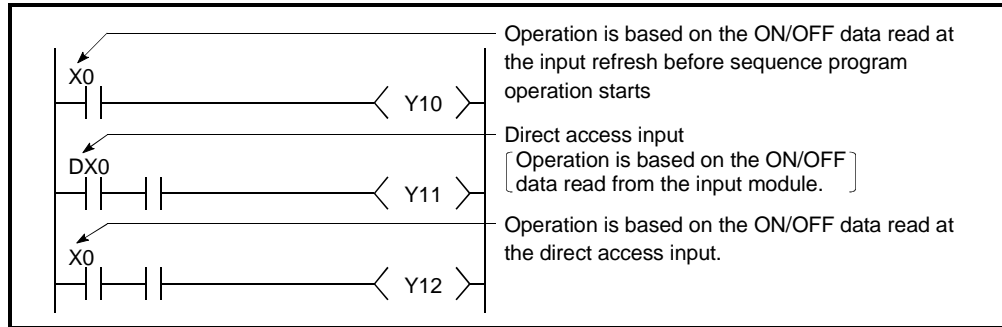 Operation is based on the ON/OFF data read at
the input refresh before sequence program
operation starts
X0
Y10
Direct access input
Operation is based on the ON/OFF
data read from the input module.
DX0
Y11
Operation is based on the ON/OFF data read at
the direct access input.
X0
Y12